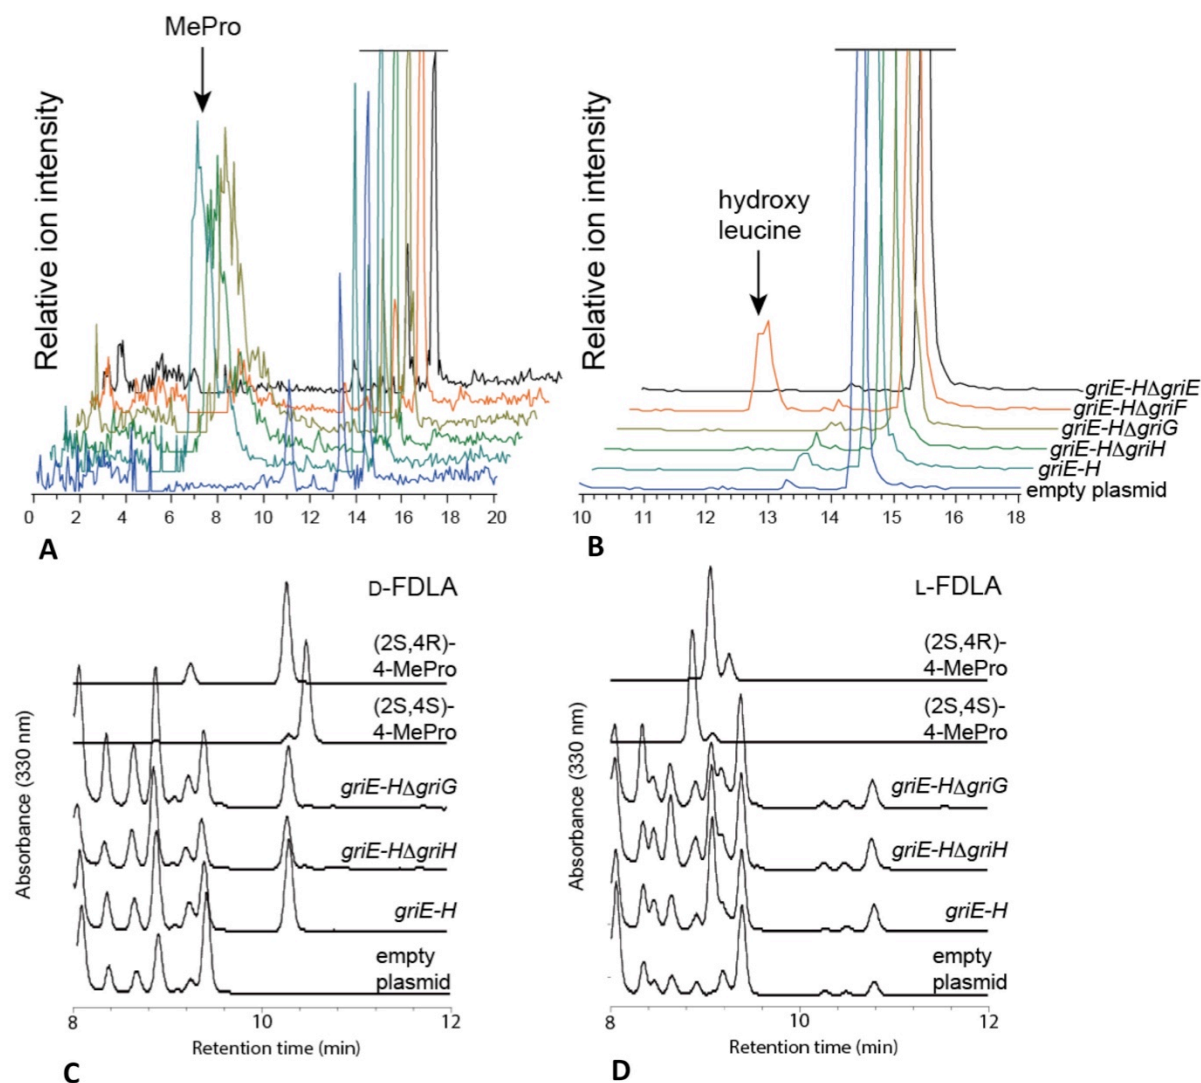 MePro
Relative ion intensity
0 2 4 6 8 10 12 14 16 18 20
A
Relative ion intensity
hydroxy
leucine
griE-HΔgriE
griE-HΔgriF
griE-HΔgriG
griE-HΔgriH
griE-H
empty plasmid
10 11 12 13 14 15 16 18
B
D-FDLA
(2S,4R)-
4-MePro
(2S,4S)-
4-MePro
griE-HΔgriG
griE-HΔgriH
griE-H
empty
plasmid
Absorbance (330 nm)
8 10 12
Retention time (min)
C
L-FDLA
(2S,4R)-
4-MePro
(2S,4S)-
4-MePro
griE-HΔgriG
griE-HΔgriH
griE-H
empty
plasmid
Absorbance (330 nm)
8 10 12
Retention time (min)
D